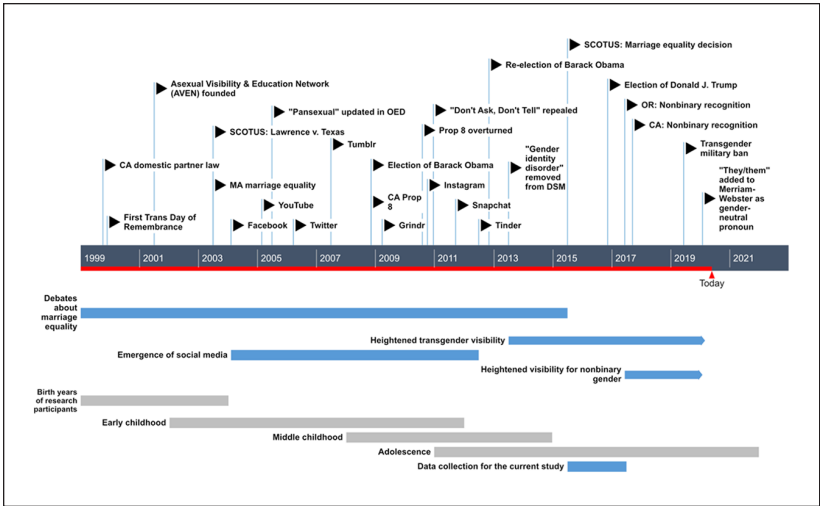 SCOTUS: Marriage equality decision
Re-election of Barack Obama
Asexual Visibility & Education Network
(AVEN) founded
Election of Donald J. Trump
"Pansexual" updated in OED
"Don't Ask, Don't Tell" repealed
OR: Nonbinary recognition
SCOTUS: Lawrence v. Texas
Prop 8 overturned
CA: Nonbinary recognition
Tumblr
"Gender
identity
disorder"
removed
from DSM
Transgender
military ban
CA domestic partner law
Election of Barack Obama
"They/them"
added to
Merriam-
Webster as
gender-
neutral
pronoun
MA marriage equality
Instagram
CA Prop
8
YouTube
Snapchat
First Trans Day of
Remembrance
Facebook
Twitter
Grindr
Tinder
1999
2001
2003
2005
2007
2009
2011
2013
2015
2017
2019
2021
Today
Debates
about
marriage
equality
Heightened transgender visibility
Emergence of social media
Heightened visibility for nonbinary
gender
Birth years
of research
participants
Early childhood
Middle childhood
Adolescence
Data collection for the current study